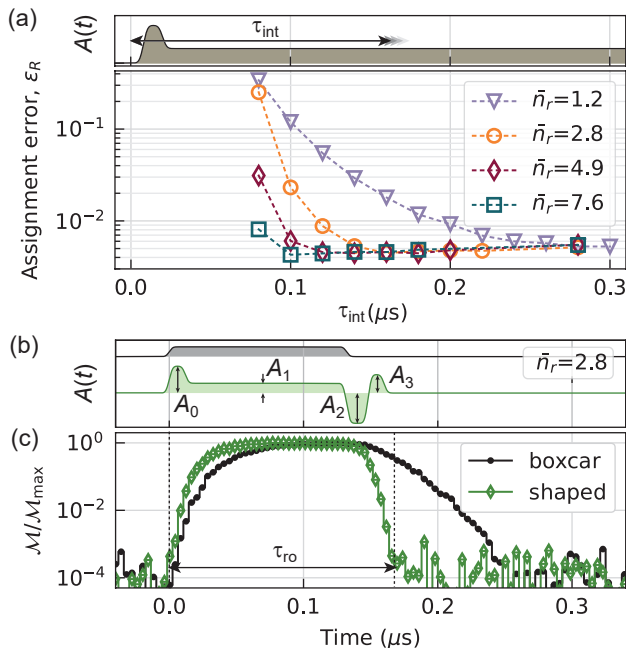 (a)
A(t)
τint
Assignment error, εR
10⁻¹
10⁻²
n̄r=1.2
n̄r=2.8
n̄r=4.9
n̄r=7.6
0.0 0.1 0.2 0.3
τint(μs)
(b)
A(t)
n̄r=2.8
A0 A1 A2 A3
(c)
M/Mmax
10⁰
10⁻²
10⁻⁴
boxcar
shaped
τro
0.0 0.1 0.2 0.3
Time (μs)